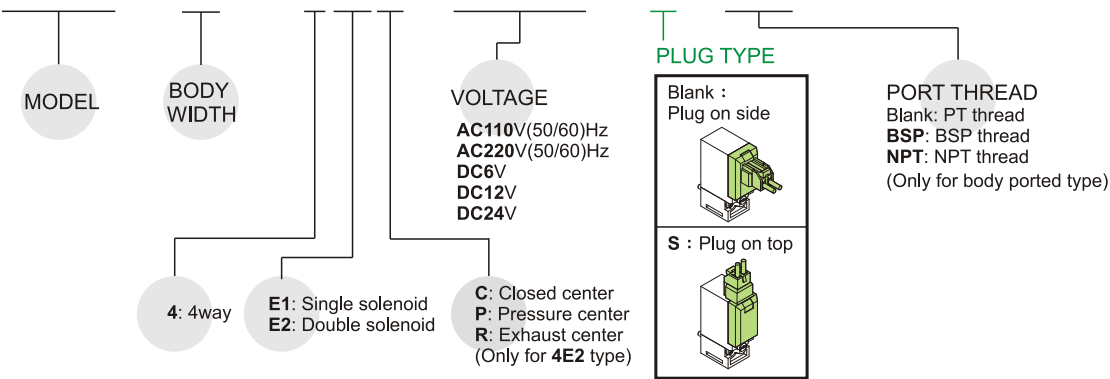 MODEL
BODY
WIDTH
VOLTAGE
AC110V(50/60)Hz
AC220V(50/60)Hz
DC6V
DC12V
DC24V
PLUG TYPE
Blank :
Plug on side
S : Plug on top
PORT THREAD
Blank: PT thread
BSP: BSP thread
NPT: NPT thread
(Only for body ported type)
4: 4way
E1: Single solenoid
E2: Double solenoid
C: Closed center
P: Pressure center
R: Exhaust center
(Only for 4E2 type)